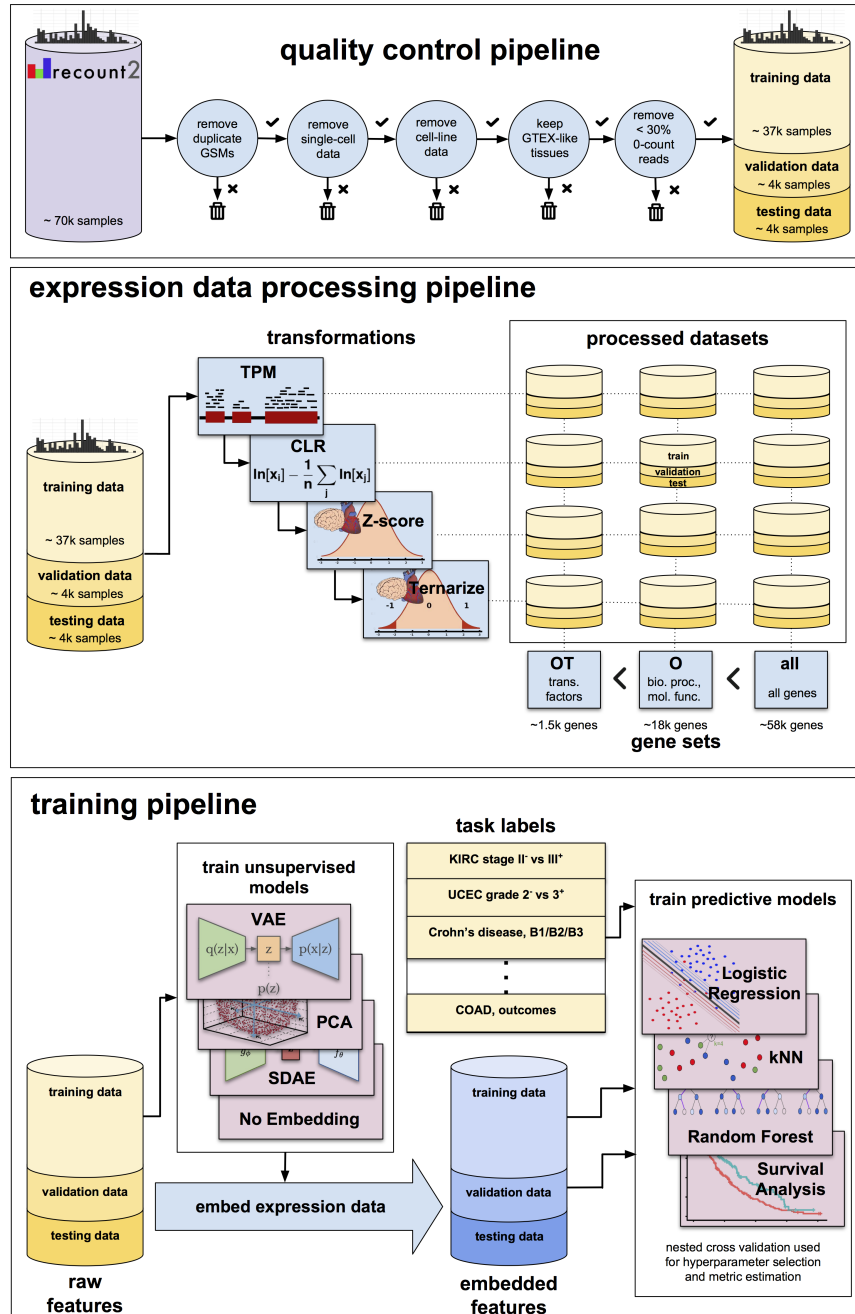 quality control pipeline
recount2
~ 70k samples
remove
duplicate
GSMs
remove
single-cell
data
remove
cell-line
data
keep
GTEX-like
tissues
remove
< 30%
0-count
reads
training data
~ 37k samples
validation data
~ 4k samples
testing data
~ 4k samples
expression data processing pipeline
transformations
processed datasets
TPM
CLR
ln[xᵢ] − 1/n ∑ⱼ ln[xⱼ]
Z-score
Ternarize
-1 0 1
training data
~ 37k samples
validation data
~ 4k samples
testing data
~ 4k samples
train
validation
test
OT
trans.
factors
<
O
bio. proc.,
mol. func.
<
all
all genes
~1.5k genes
~18k genes
~58k genes
gene sets
training pipeline
train unsupervised
models
VAE
q(z|x)
z
p(x|z)
p(z)
PCA
gϕ
fθ
SDAE
No Embedding
task labels
KIRC stage II⁻ vs III⁺
UCEC grade 2⁻ vs 3⁺
Crohn's disease, B1/B2/B3
COAD, outcomes
train predictive models
Logistic
Regression
kNN
Random Forest
Survival
Analysis
nested cross validation used
for hyperparameter selection
and metric estimation
training data
validation data
testing data
raw
features
embed expression data
training data
validation data
testing data
embedded
features